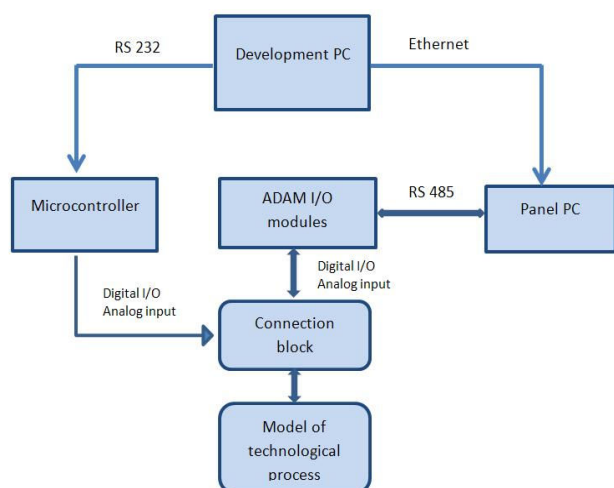 RS 232
Development PC
Ethernet
Microcontroller
ADAM I/O
modules
RS 485
Panel PC
Digital I/O
Analog input
Digital I/O
Analog input
Connection
block
Model of
technological
process